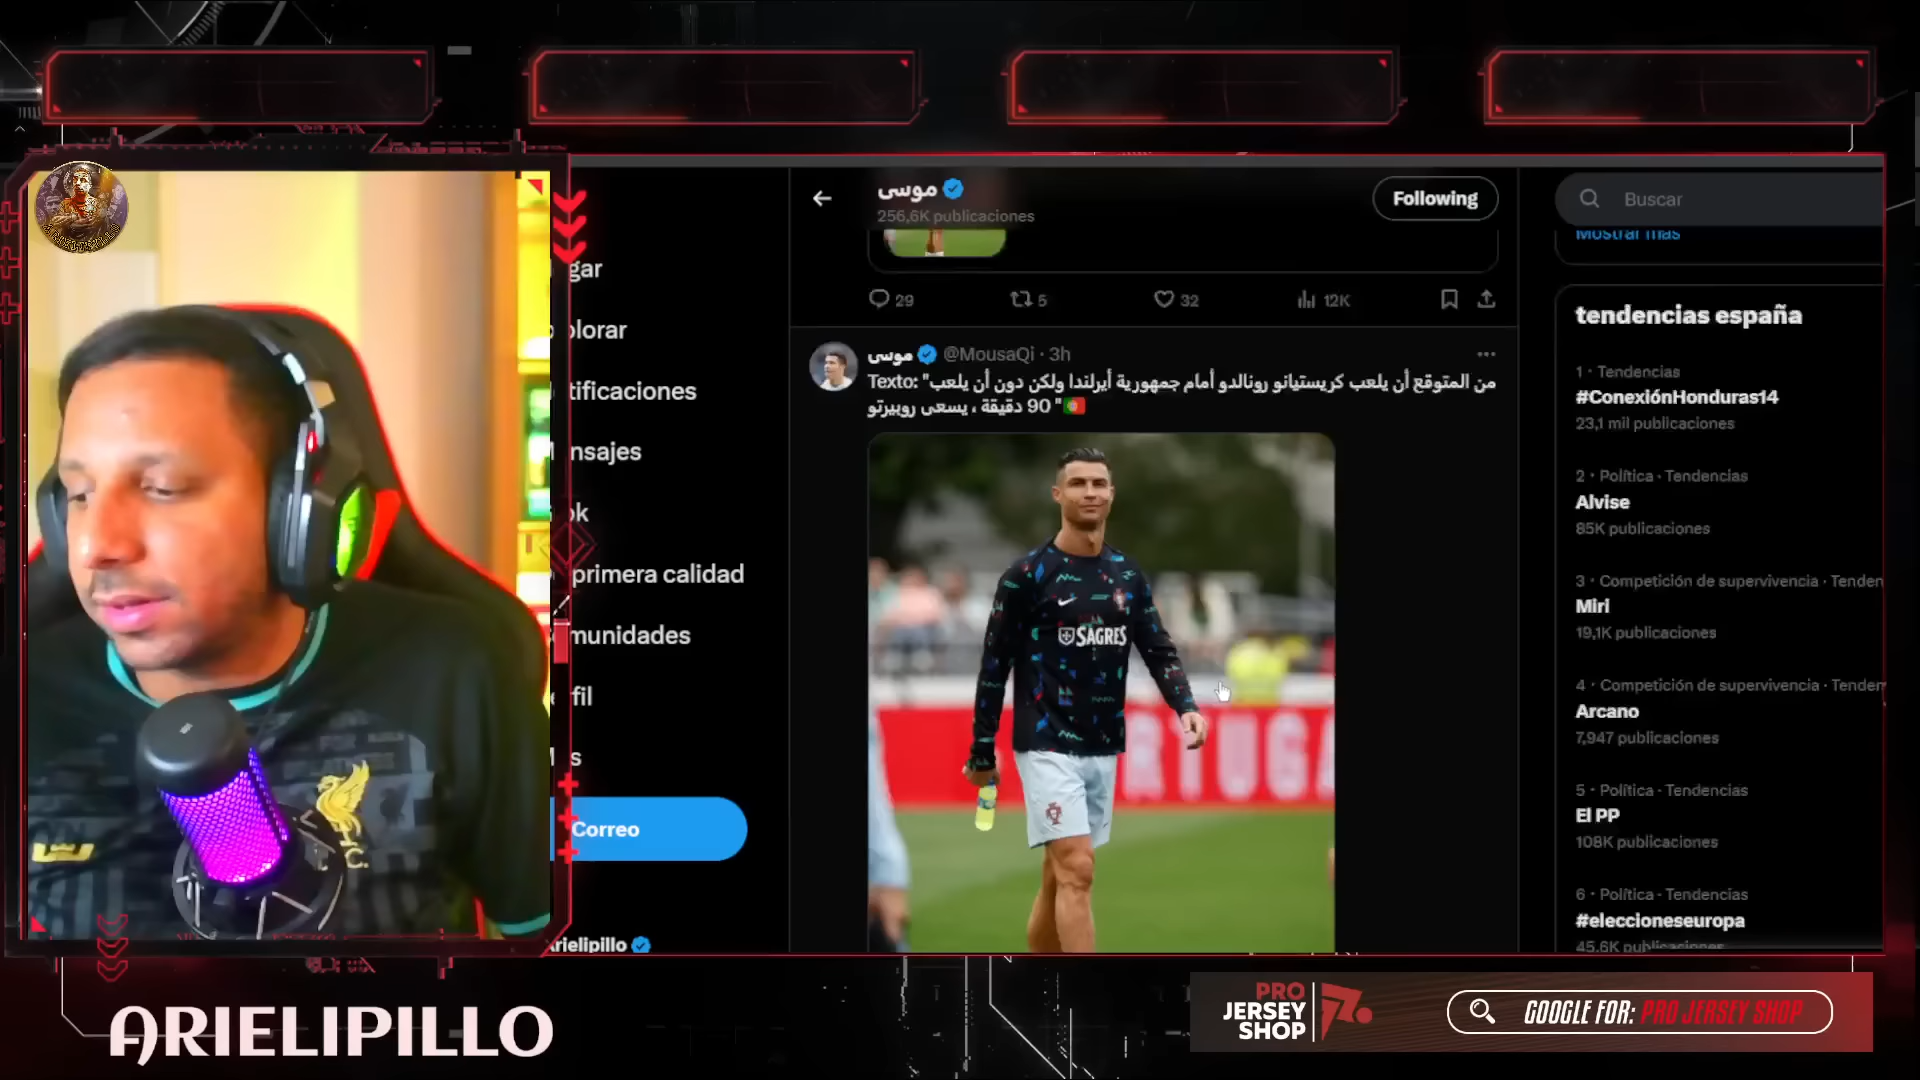 موسى
256,6K publicaciones
Following
Buscar
Mostrar más
29
5
32
12K
gar
olorar
tificaciones
nsajes
ok
primera calidad
munidades
fil
s
Correo
rielipillo
موسى @MousaQi · 3h
Texto: "من المتوقع أن يلعب كريستيانو رونالدو أمام جمهورية أيرلندا ولكن دون أن يلعب
90 دقيقة ، يسعى روبيرتو "
SAGRES
RTUGA
tendencias españa
1 · Tendencias
#ConexiónHonduras14
23,1 mil publicaciones
2 · Política · Tendencias
Alvise
85K publicaciones
3 · Competición de supervivencia · Tenden
Miri
19,1K publicaciones
4 · Competición de supervivencia · Tenden
Arcano
7,947 publicaciones
5 · Política · Tendencias
El PP
108K publicaciones
6 · Política · Tendencias
#eleccioneseuropa
45,6K publicaciones
ARIELIPILLO
PRO
JERSEY
SHOP
GOOGLE FOR: PRO JERSEY SHOP